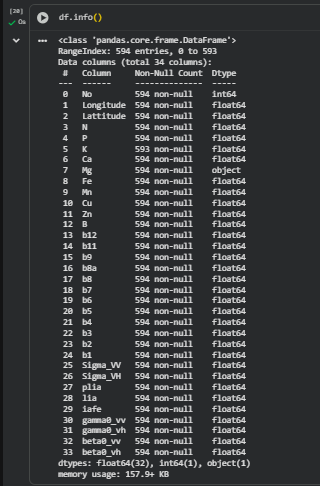 [20]
0s
df.info()
<class 'pandas.core.frame.DataFrame'>
RangeIndex: 594 entries, 0 to 593
Data columns (total 34 columns):
 #   Column     Non-Null Count  Dtype
---  ------     --------------  -----
 0   No         594 non-null    int64
 1   Longitude  594 non-null    float64
 2   Lattitude  594 non-null    float64
 3   N          594 non-null    float64
 4   P          594 non-null    float64
 5   K          593 non-null    float64
 6   Ca         594 non-null    float64
 7   Mg         594 non-null    object
 8   Fe         594 non-null    float64
 9   Mn         594 non-null    float64
 10  Cu         594 non-null    float64
 11  Zn         594 non-null    float64
 12  B          594 non-null    float64
 13  b12        594 non-null    float64
 14  b11        594 non-null    float64
 15  b9         594 non-null    float64
 16  b8a        594 non-null    float64
 17  b8         594 non-null    float64
 18  b7         594 non-null    float64
 19  b6         594 non-null    float64
 20  b5         594 non-null    float64
 21  b4         594 non-null    float64
 22  b3         594 non-null    float64
 23  b2         594 non-null    float64
 24  b1         594 non-null    float64
 25  Sigma_VV   594 non-null    float64
 26  Sigma_VH   594 non-null    float64
 27  plia       594 non-null    float64
 28  lia        594 non-null    float64
 29  iafe       594 non-null    float64
 30  gamma0_vv  594 non-null    float64
 31  gamma0_vh  594 non-null    float64
 32  beta0_vv   594 non-null    float64
 33  beta0_vh   594 non-null    float64
dtypes: float64(32), int64(1), object(1)
memory usage: 157.9+ KB